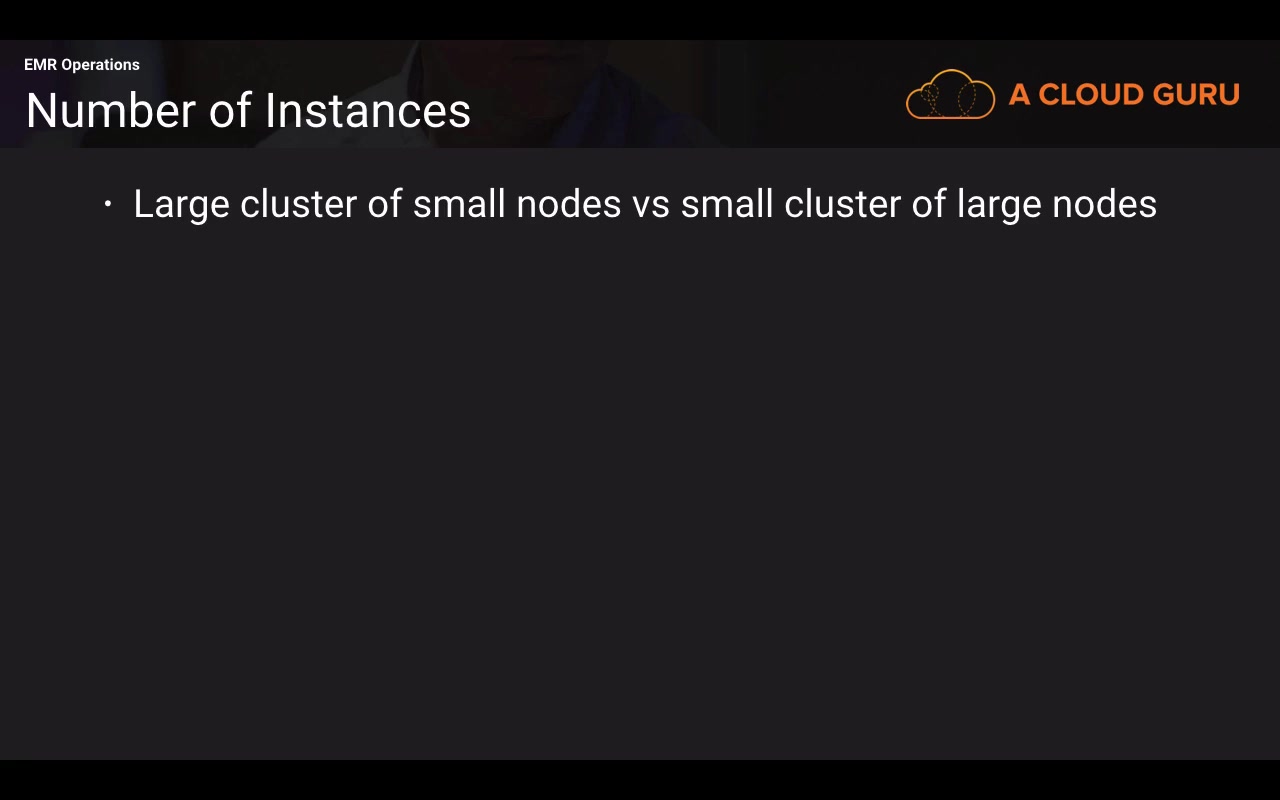 EMR Operations
Number of Instances
A CLOUD GURU
• Large cluster of small nodes vs small cluster of large nodes